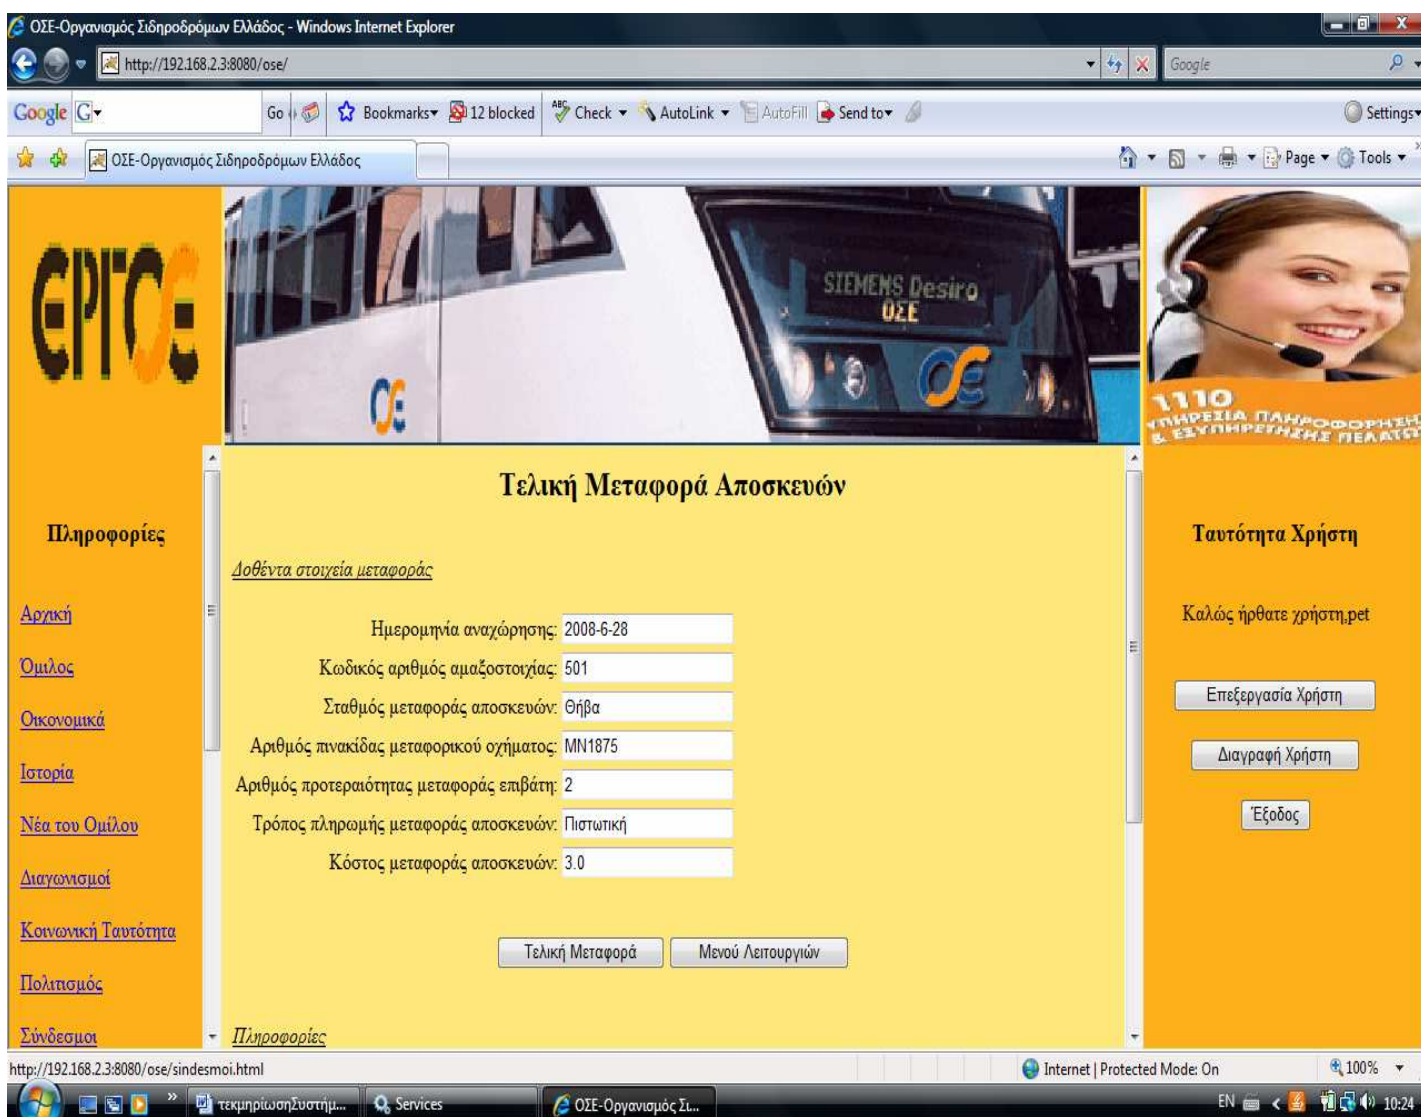 ΟΣΕ-Οργανισμός Σιδηροδρόμων Ελλάδος - Windows Internet Explorer
http://192.168.2.3:8080/ose/
Google
Google G
Go
Bookmarks
12 blocked
ABC Check
AutoLink
AutoFill
Send to
Settings
ΟΣΕ-Οργανισμός Σιδηροδρόμων Ελλάδος
Page
Tools
ΕΡΓΟΣΕ
SIEMENS Desiro
ΟΣΕ
1110
ΥΠΗΡΕΣΙΑ ΠΛΗΡΟΦΟΡΗΣΗ
& ΕΞΥΠΗΡΕΤΗΣΗΣ ΠΕΛΑΤΩΝ
Πληροφορίες
Αρχική
Όμιλος
Οικονομικά
Ιστορία
Νέα του Ομίλου
Διαγωνισμοί
Κοινωνική Ταυτότητα
Πολιτισμός
Σύνδεσμοι
Τελική Μεταφορά Αποσκευών
Δοθέντα στοιχεία μεταφοράς
Ημερομηνία αναχώρησης: 2008-6-28
Κωδικός αριθμός αμαξοστοιχίας: 501
Σταθμός μεταφοράς αποσκευών: Θήβα
Αριθμός πινακίδας μεταφορικού οχήματος: MN1875
Αριθμός προτεραιότητας μεταφοράς επιβάτη: 2
Τρόπος πληρωμής μεταφοράς αποσκευών: Πιστωτική
Κόστος μεταφοράς αποσκευών: 3.0
Τελική Μεταφορά
Μενού Λειτουργιών
Πληροφορίες
Ταυτότητα Χρήστη
Καλώς ήρθατε χρήστη,pet
Επεξεργασία Χρήστη
Διαγραφή Χρήστη
Έξοδος
http://192.168.2.3:8080/ose/sindesmoi.html
Internet | Protected Mode: On
100%
τεκμηρίωσηΣυστήμ...
Services
ΟΣΕ-Οργανισμός Σι...
EN
10:24